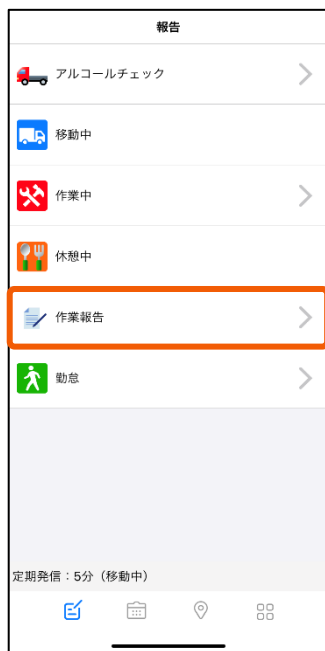 報告
アルコールチェック
移動中
作業中
休憩中
作業報告
勤怠
定期発信：5分（移動中）